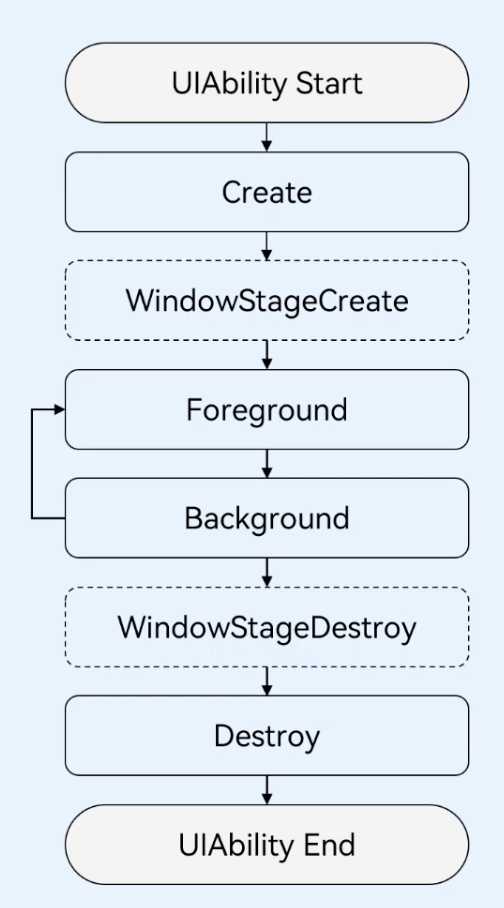 UIAbility Start
Create
WindowStageCreate
Foreground
Background
WindowStageDestroy
Destroy
UIAbility End